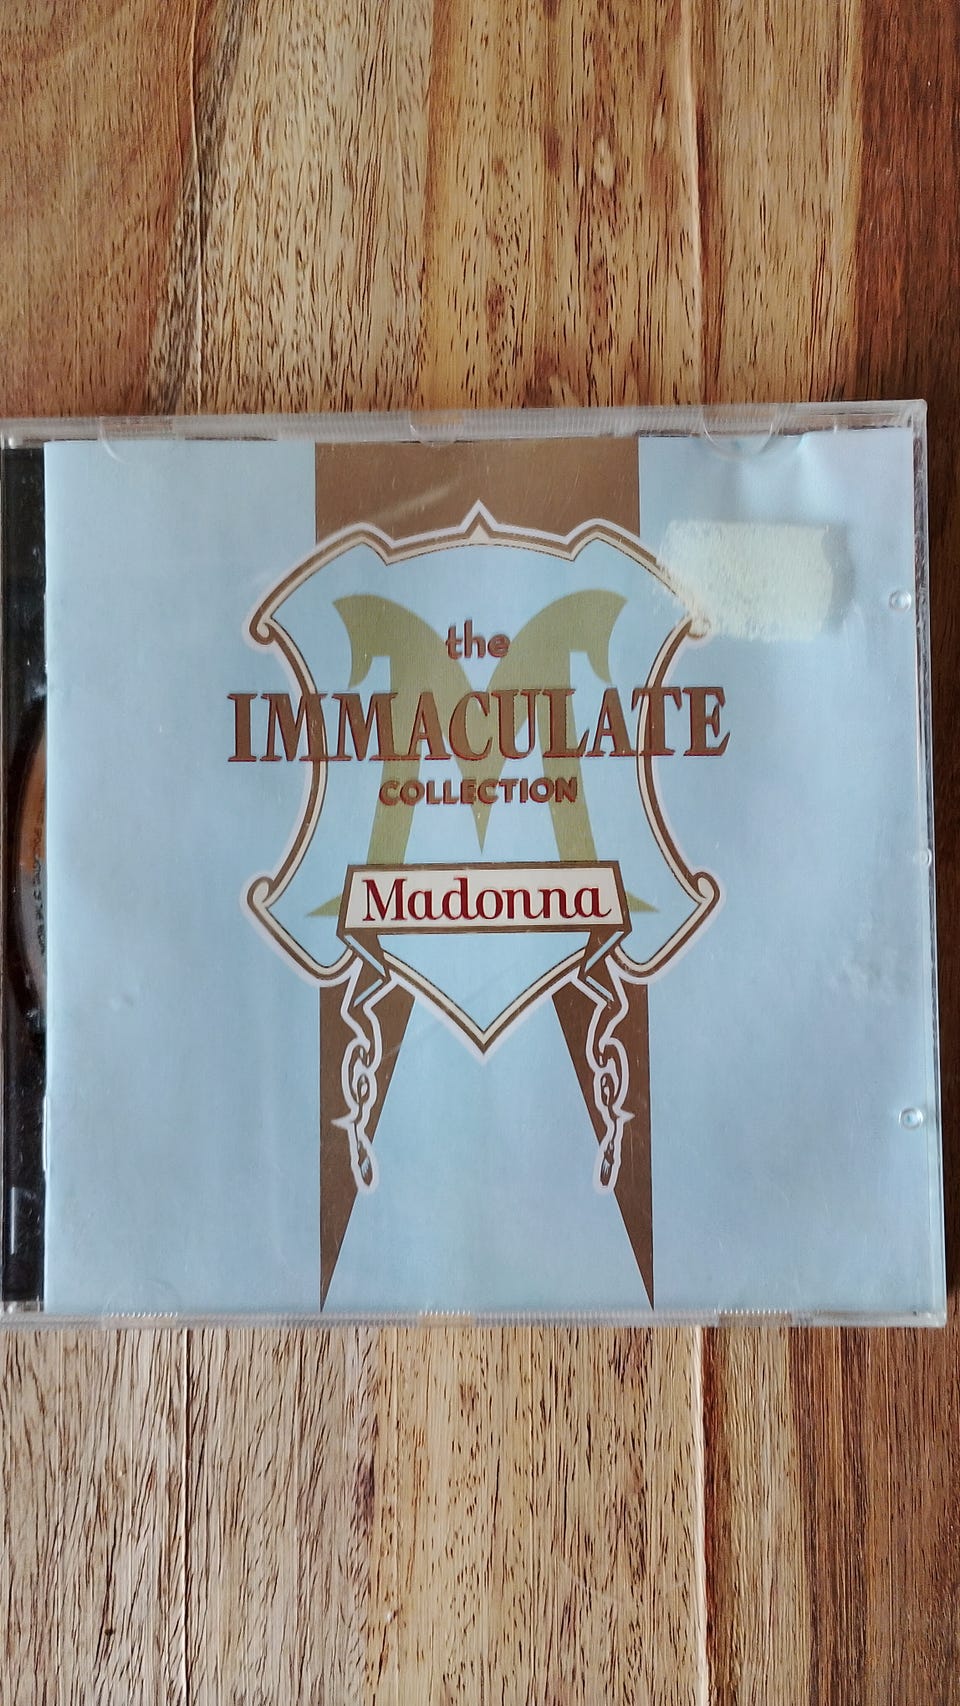 the
IMMACULATE
COLLECTION
Madonna